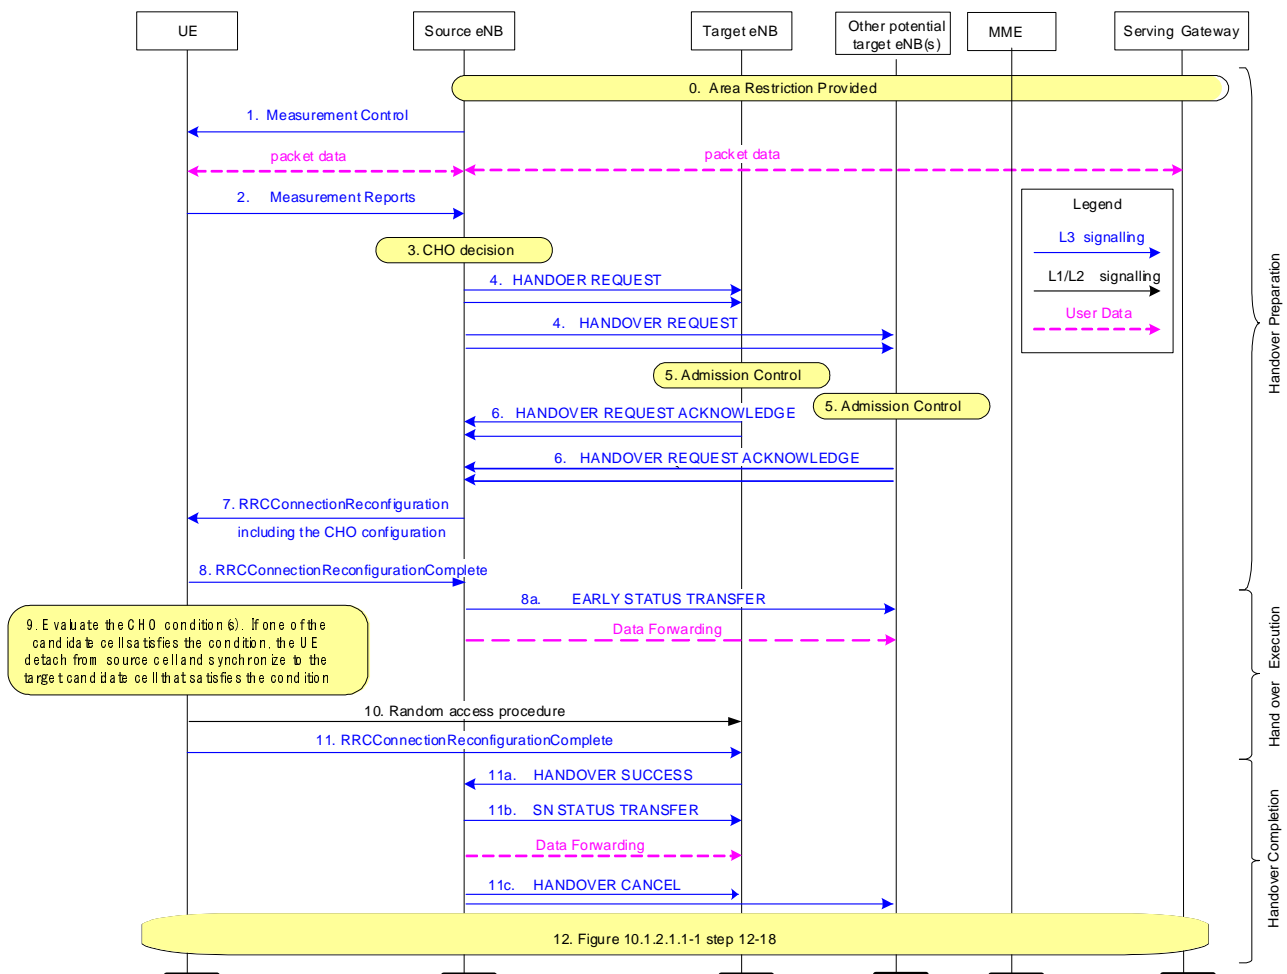 UE
Source eNB
Target eNB
Other potential
target eNB(s)
MME
Serving Gateway
0. Area Restriction Provided
1. Measurement Control
packet data
packet data
2. Measurement Reports
Legend
L3 signalling
L1/L2 signalling
User Data
3. CHO decision
4. HANDOER REQUEST
4. HANDOVER REQUEST
5. Admission Control
5. Admission Control
6. HANDOVER REQUEST ACKNOWLEDGE
6. HANDOVER REQUEST ACKNOWLEDGE
7. RRCConnectionReconfiguration
including the CHO configuration
8. RRCConnectionReconfigurationComplete
Handover Preparation
8a. EARLY STATUS TRANSFER
Data Forwarding
9. Evaluate the CHO condition(s). If one of the
candidate cell satisfies the condition, the UE
detach from source cell and synchronize to the
target candidate cell that satisfies the condition
10. Random access procedure
11. RRCConnectionReconfigurationComplete
Hand over Execution
11a. HANDOVER SUCCESS
11b. SN STATUS TRANSFER
Data Forwarding
11c. HANDOVER CANCEL
Handover Completion
12. Figure 10.1.2.1.1-1 step 12-18